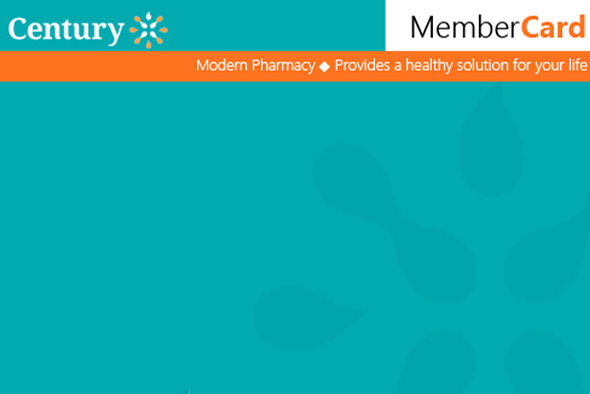 Century
MemberCard
Modern Pharmacy ◆ Provides a healthy solution for your life